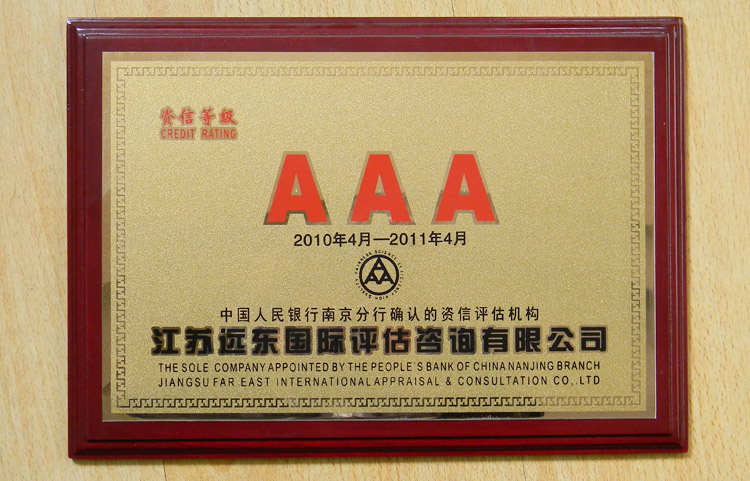 资信等级
CREDIT RATING
AAA
2010年4月—2011年4月
中国人民银行南京分行确认的资信评估机构
江苏远东国际评估咨询有限公司
THE SOLE COMPANY APPOINTED BY THE PEOPLE'S BANK OF CHINA NANJING BRANCH
JIANGSU FAR EAST INTERNATIONAL APPRAISAL & CONSULTATION CO.,LTD